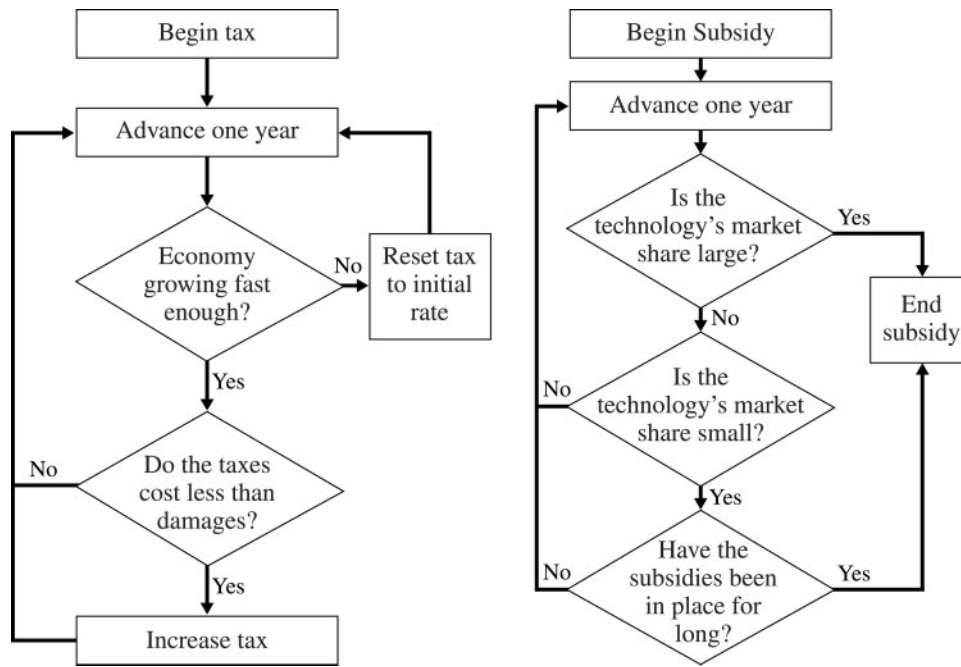 Begin tax
Advance one year
Economy
growing fast
enough?
No
Reset tax
to initial
rate
Yes
Do the taxes
cost less than
damages?
No
Yes
Increase tax
Begin Subsidy
Advance one year
Is the
technology’s market
share large?
Yes
End
subsidy
No
Is the
technology’s market
share small?
No
Yes
Have the
subsidies been
in place for
long?
No
Yes